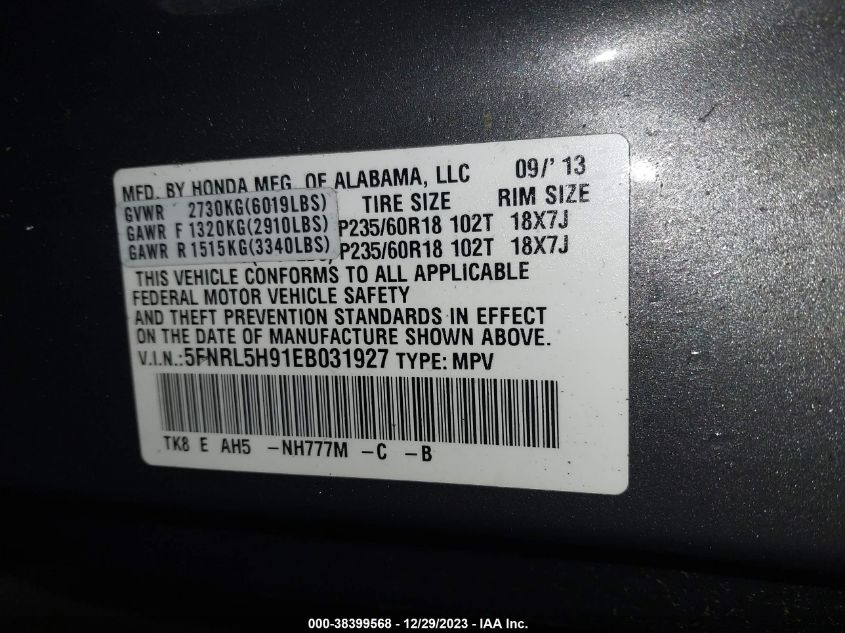 MFD. BY HONDA MFG. OF ALABAMA, LLC 09/' 13
GVWR 2730KG(6019LBS) TIRE SIZE RIM SIZE
GAWR F 1320KG(2910LBS) P235/60R18 102T 18X7J
GAWR R 1515KG(3340LBS) P235/60R18 102T 18X7J
THIS VEHICLE CONFORMS TO ALL APPLICABLE
FEDERAL MOTOR VEHICLE SAFETY
AND THEFT PREVENTION STANDARDS IN EFFECT
ON THE DATE OF MANUFACTURE SHOWN ABOVE.
V.I.N.:5FNRL5H91EB031927 TYPE: MPV
TK8 E AH5 -NH777M -C -B
000-38399568 - 12/29/2023 - IAA Inc.